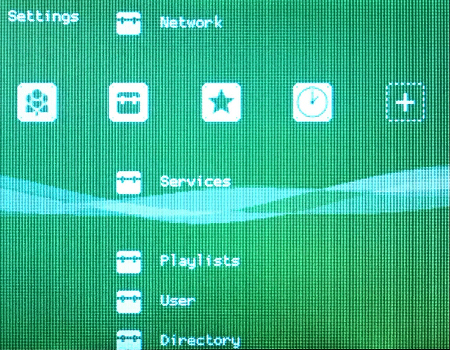 Settings
Network
Services
Playlists
User
Directory